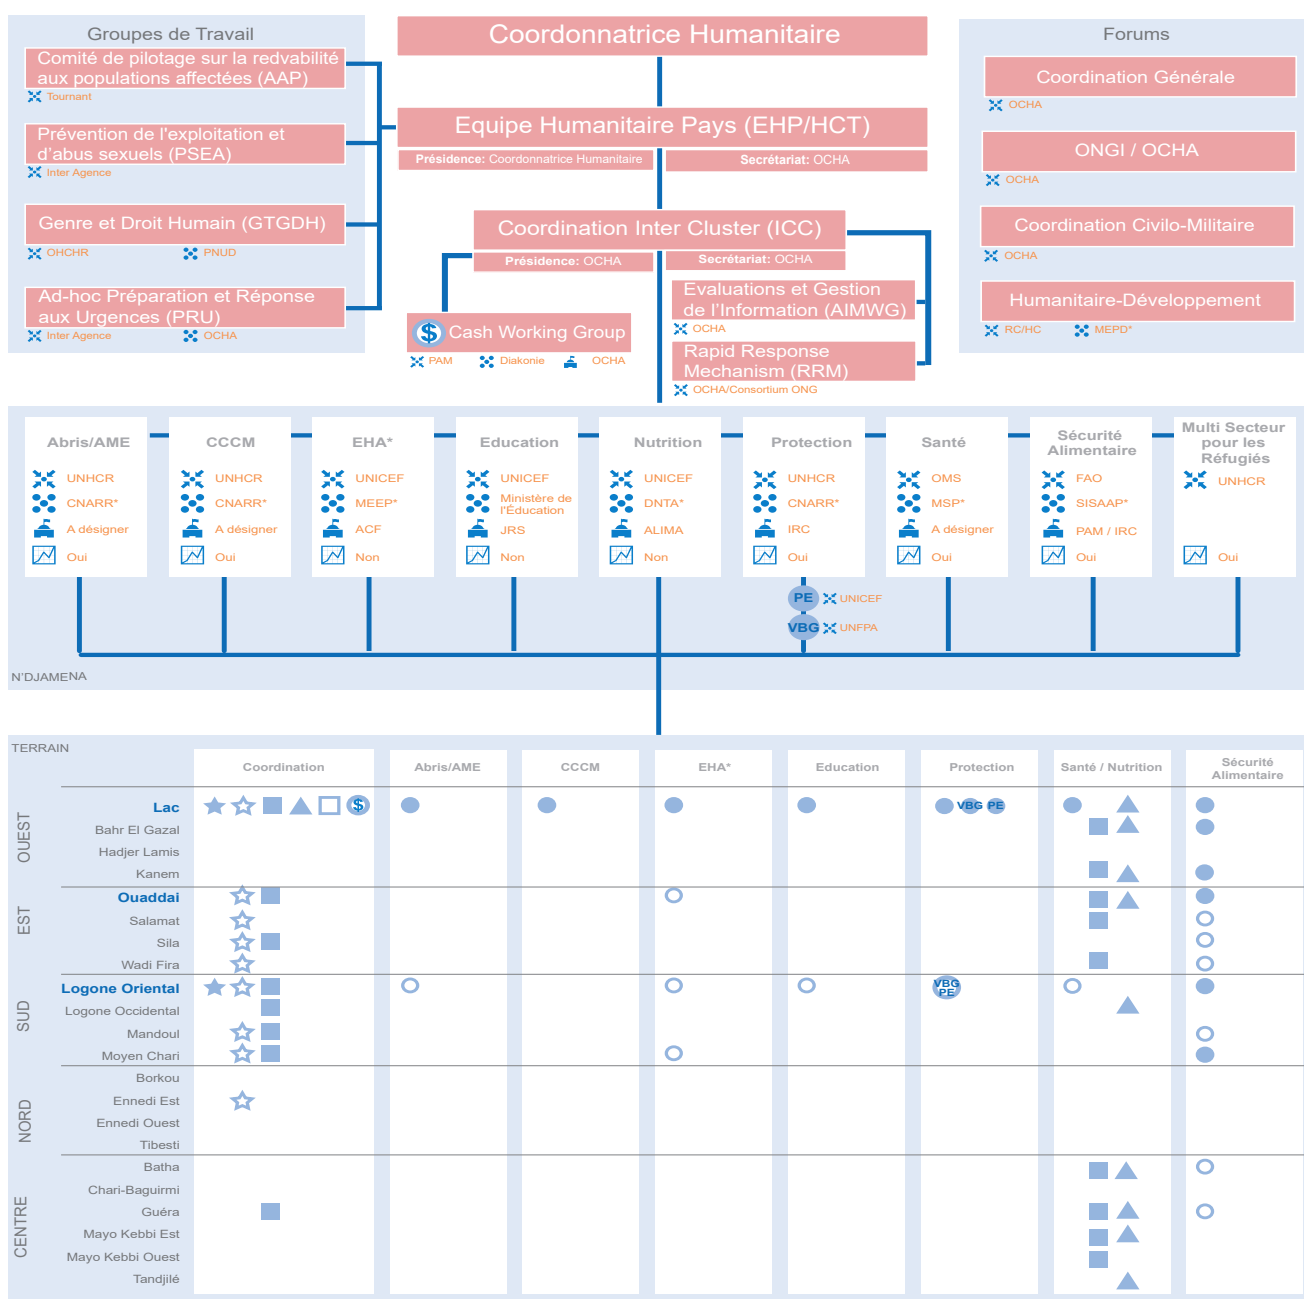 Groupes de Travail
Comité de pilotage sur la redvabilité
aux populations affectées (AAP)
Tournant
Prévention de l'exploitation et
d'abus sexuels (PSEA)
Inter Agence
Genre et Droit Humain (GTGDH)
OHCHR
PNUD
Ad-hoc Préparation et Réponse
aux Urgences (PRU)
Inter Agence
OCHA
Coordonnatrice Humanitaire
Equipe Humanitaire Pays (EHP/HCT)
Présidence: Coordonnatrice Humanitaire
Secrétariat: OCHA
Coordination Inter Cluster (ICC)
Présidence: OCHA
Secrétariat: OCHA
$ Cash Working Group
PAM
Diakonie
OCHA
Evaluations et Gestion
de l'Information (AIMWG)
OCHA
Rapid Response
Mechanism (RRM)
OCHA/Consortium ONG
Forums
Coordination Générale
OCHA
ONGI / OCHA
OCHA
Coordination Civilo-Militaire
OCHA
Humanitaire-Développement
RC/HC
MEPD*
Abris/AME
UNHCR
CNARR*
A désigner
Oui
CCCM
UNHCR
CNARR*
A désigner
Oui
EHA*
UNICEF
MEEP*
ACF
Non
Education
UNICEF
Ministère de
l'Éducation
JRS
Non
Nutrition
UNICEF
DNTA*
ALIMA
Non
Protection
UNHCR
CNARR*
IRC
Oui
PE UNICEF
VBG UNFPA
Santé
OMS
MSP*
A désigner
Oui
Sécurité
Alimentaire
FAO
SISAAP*
PAM / IRC
Oui
Multi Secteur
pour les
Réfugiés
UNHCR
Oui
N'DJAMENA
TERRAIN
Coordination
Abris/AME
CCCM
EHA*
Education
Protection
Santé / Nutrition
Sécurité
Alimentaire
OUEST
Lac
$
VBG PE
Bahr El Gazal
Hadjer Lamis
Kanem
EST
Ouaddai
Salamat
Sila
Wadi Fira
SUD
Logone Oriental
VBG
PE
Logone Occidental
Mandoul
Moyen Chari
NORD
Borkou
Ennedi Est
Ennedi Ouest
Tibesti
CENTRE
Batha
Chari-Baguirmi
Guéra
Mayo Kebbi Est
Mayo Kebbi Ouest
Tandjilé